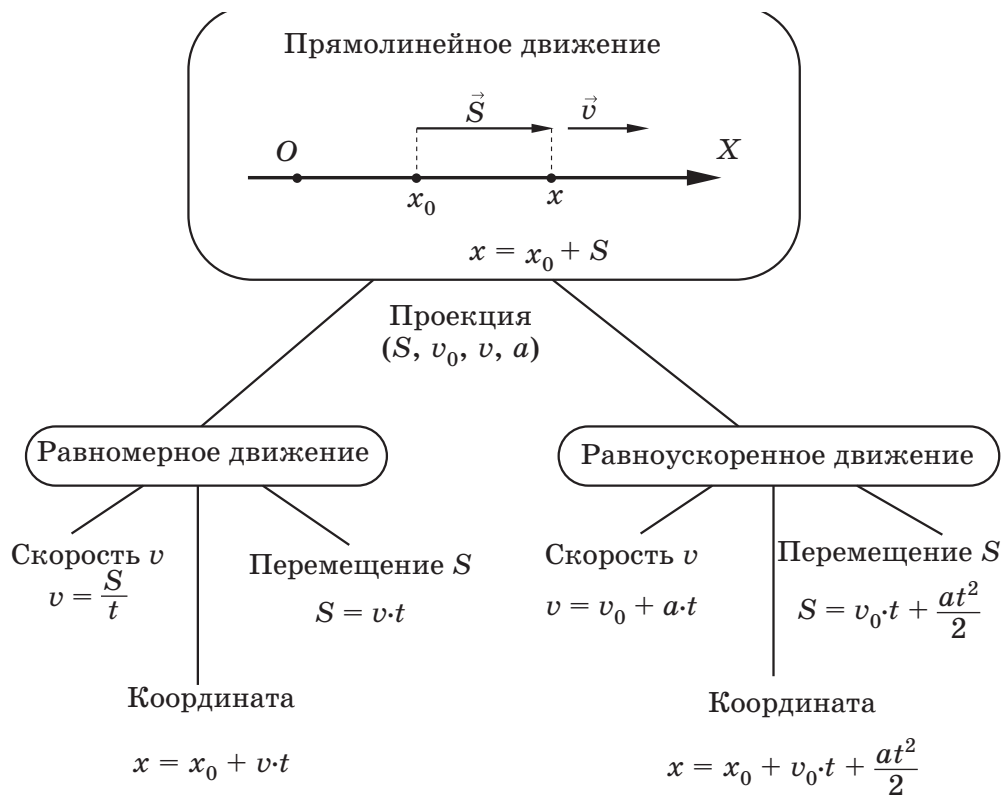 Прямолинейное движение
S⃗ v⃗
O X
x₀ x
x = x₀ + S
Проекция
(S, v₀, v, a)
Равномерное движение
Скорость v
v = S/t
Перемещение S
S = v·t
Координата
x = x₀ + v·t
Равноускоренное движение
Скорость v
v = v₀ + a·t
Перемещение S
S = v₀·t + at²/2
Координата
x = x₀ + v₀·t + at²/2